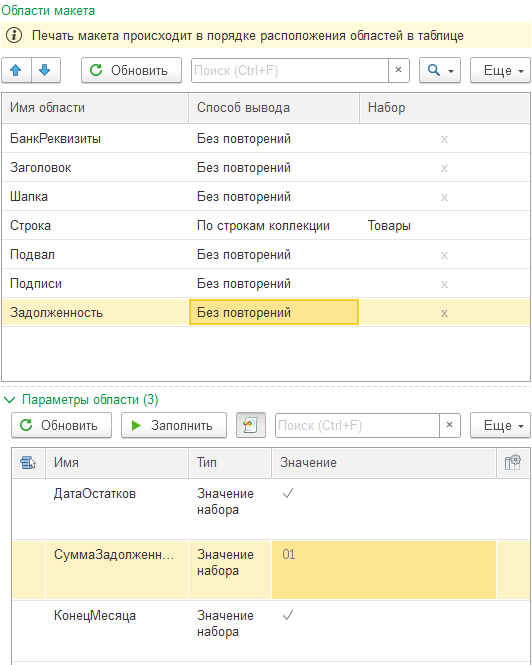 Области макета
Печать макета происходит в порядке расположения областей в таблице
Обновить Поиск (Ctrl+F) × Еще
Имя области Способ вывода Набор
БанкРеквизиты Без повторений x
Заголовок Без повторений x
Шапка Без повторений x
Строка По строкам коллекции Товары
Подвал Без повторений x
Подписи Без повторений x
Задолженность Без повторений x
Параметры области (3)
Обновить Заполнить Поиск (Ctrl+F) × Еще
Имя Тип Значение
ДатаОстатков Значение набора ✓
СуммаЗадолженн... Значение набора 01
КонецМесяца Значение набора ✓